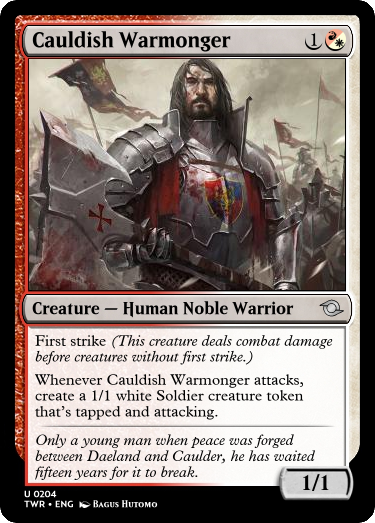 Cauldish Warmonger 1
Creature — Human Noble Warrior
First strike (This creature deals combat damage
before creatures without first strike.)
Whenever Cauldish Warmonger attacks,
create a 1/1 white Soldier creature token
that's tapped and attacking.
Only a young man when peace was forged
between Daeland and Caulder, he has waited
fifteen years for it to break.
1/1
U 0204
TWR • ENG Bagus Hutomo